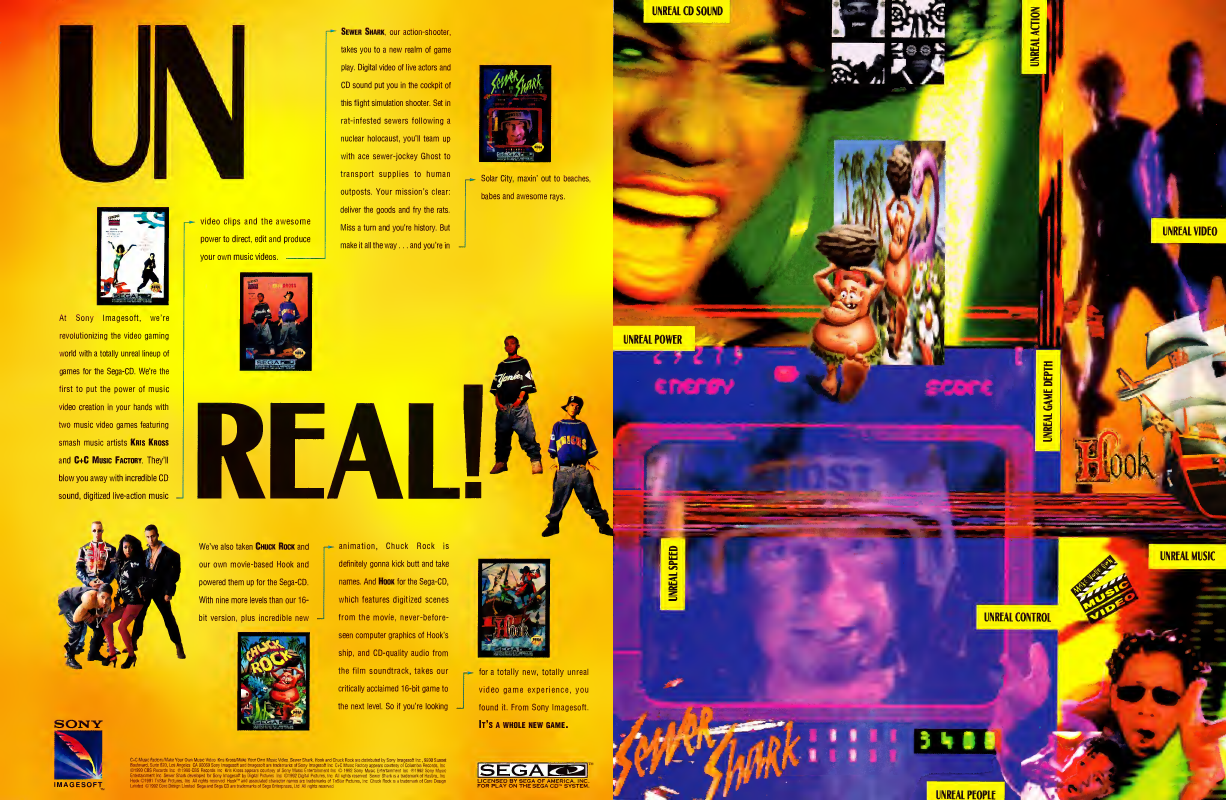 UN
REAL!
At Sony Imagesoft, we're
revolutionizing the video gaming
world with a totally unreal lineup of
games for the Sega-CD. We're the
first to put the power of music
video creation in your hands with
two music video games featuring
smash music artists KRIS KROSS
and C+C MUSIC FACTORY. They'll
blow you away with incredible CD
sound, digitized live-action music
video clips and the awesome
power to direct, edit and produce
your own music videos.
SEWER SHARK, our action-shooter,
takes you to a new realm of game
play. Digital video of live actors and
CD sound put you in the cockpit of
this flight simulation shooter. Set in
rat-infested sewers following a
nuclear holocaust, you'll team up
with ace sewer-jockey Ghost to
transport supplies to human
outposts. Your mission's clear:
deliver the goods and fry the rats.
Miss a turn and you're history. But
make it all the way . . . and you're in
Solar City, maxin' out to beaches,
babes and awesome rays.
SEWER SHARK
We've also taken CHUCK ROCK and
our own movie-based Hook and
powered them up for the Sega-CD.
With nine more levels than our 16-
bit version, plus incredible new
animation, Chuck Rock is
definitely gonna kick butt and take
names. And HOOK for the Sega-CD,
which features digitized scenes
from the movie, never-before-
seen computer graphics of Hook's
ship, and CD-quality audio from
the film soundtrack, takes our
critically acclaimed 16-bit game to
the next level. So if you're looking
for a totally new, totally unreal
video game experience, you
found it. From Sony Imagesoft.
IT'S A WHOLE NEW GAME.
CHUCK ROCK
HOOK
SONY
IMAGESOFT
SEGA CD
LICENSED BY SEGA OF AMERICA, INC.
FOR PLAY ON THE SEGA CD™ SYSTEM.
UNREAL CD SOUND
UNREAL ACTION
UNREAL VIDEO
UNREAL POWER
ENERGY
SCORE
UNREAL GAME DEPTH
Hook
UNREAL SPEED
UNREAL MUSIC
MUSIC
VIDEO
UNREAL CONTROL
SEWER SHARK
3400
UNREAL PEOPLE